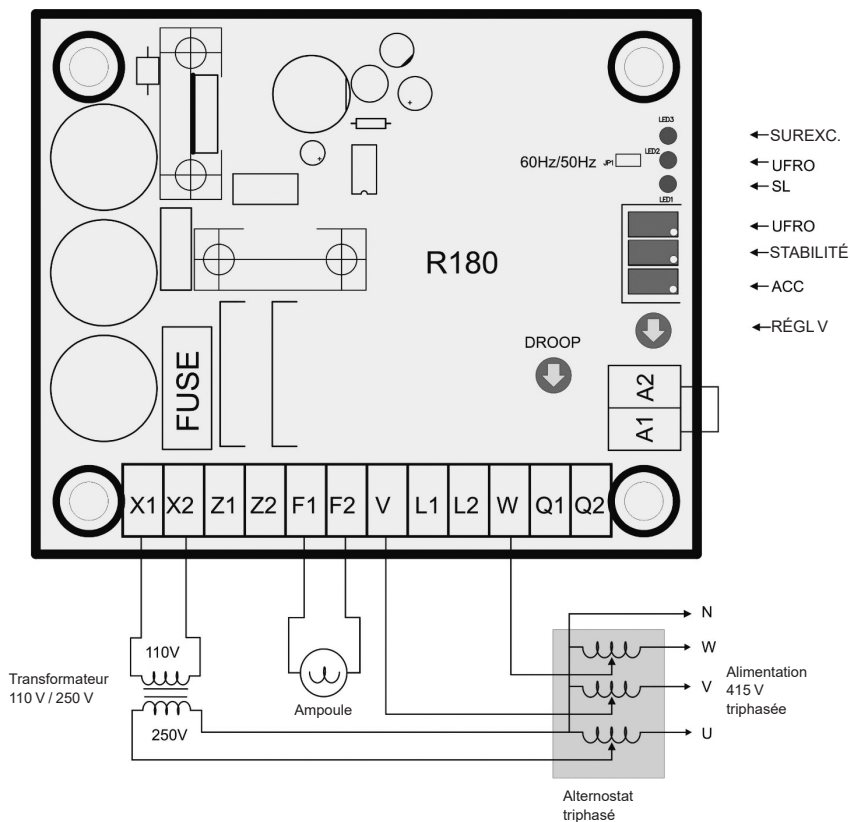 LED3
←SUREXC.
60Hz/50Hz JP1 LED2
←UFRO
←SL
LED1
←UFRO
←STABILITÉ
R180
←ACC
←RÉGL V
DROOP
FUSE
A2
A1
X1 X2 Z1 Z2 F1 F2 V L1 L2 W Q1 Q2
N
110V
W
Transformateur
110 V / 250 V
Ampoule
V
Alimentation
415 V
triphasée
250V
U
Alternostat
triphasé